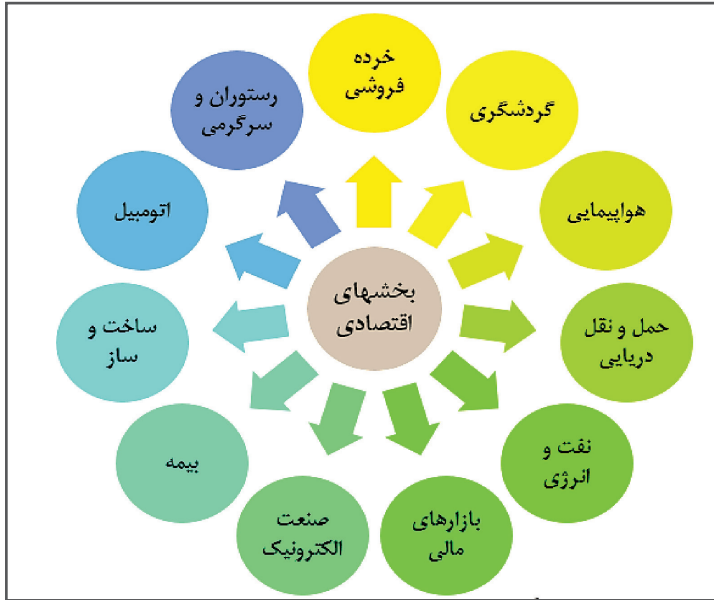 بخشهای
اقتصادی
خرده
فروشی
گردشگری
هواپیمایی
حمل و نقل
دریایی
نفت و
انرژی
بازارهای
مالی
صنعت
الکترونیک
بیمه
ساخت و
ساز
اتومبیل
رستوران و
سرگرمی